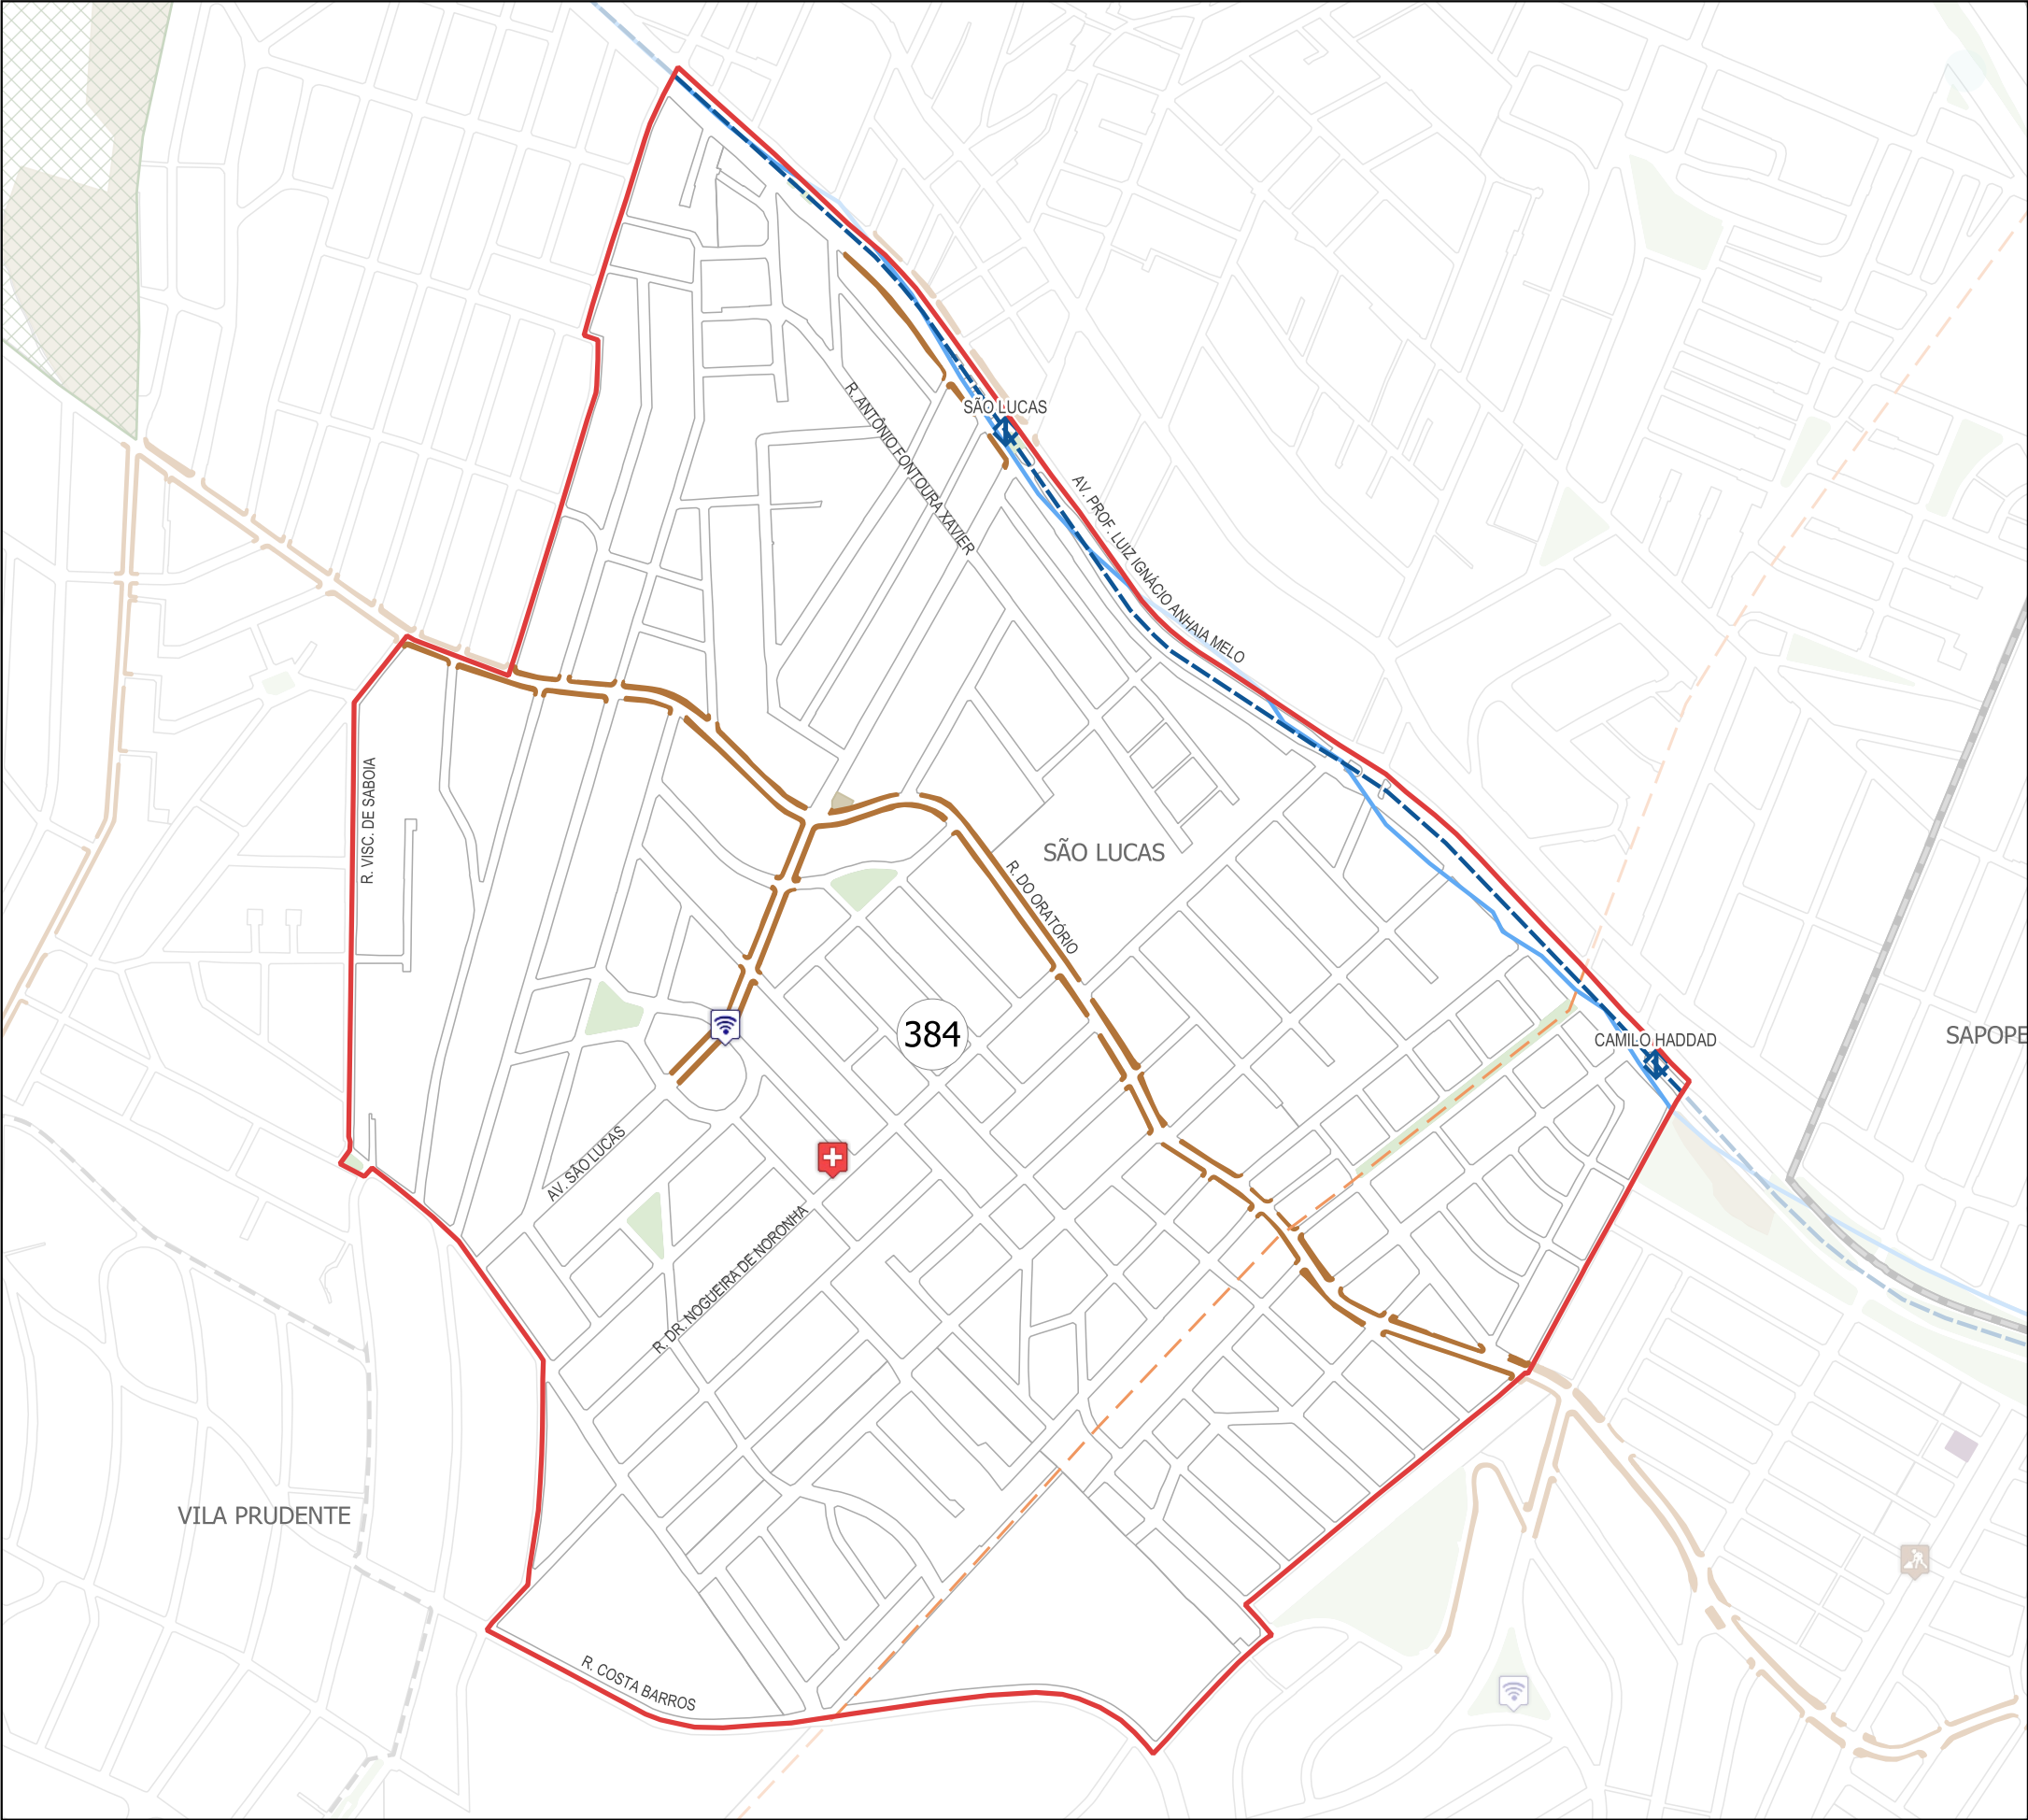 SÃO LUCAS
R. ANTÔNIO FONTOURA XAVIER
AV. PROF. LUIZ IGNÁCIO ANHAIA MELO
R. VISC. DE SABOIA
SÃO LUCAS
R. DO ORATÓRIO
384
CAMILO HADDAD
SAPOPE
AV. SÃO LUCAS
R. DR. NOGUEIRA DE NORONHA
VILA PRUDENTE
R. COSTA BARROS